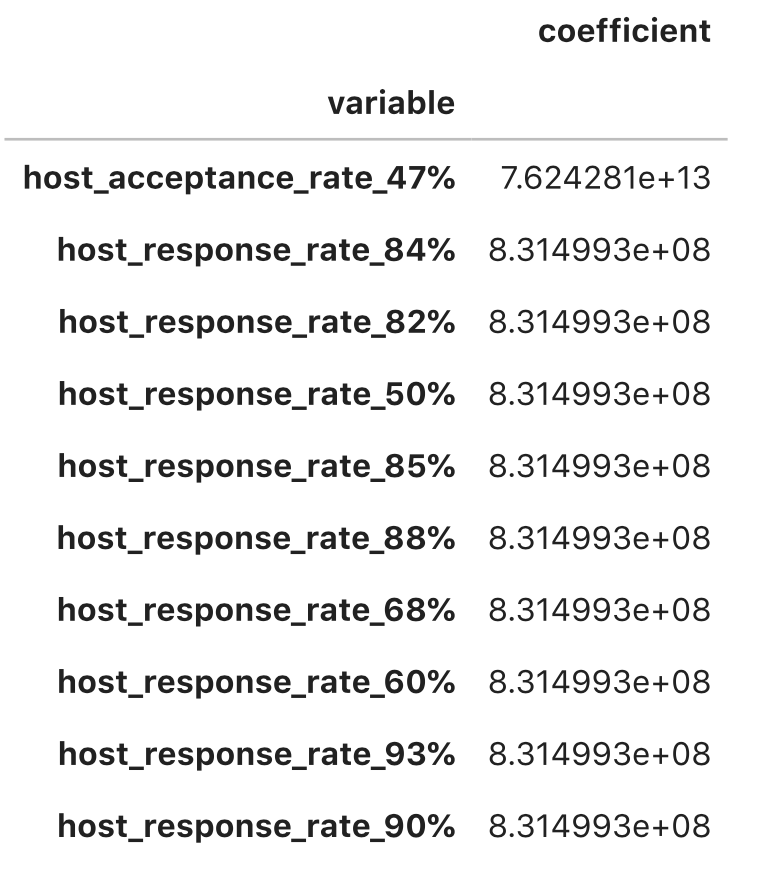 coefficient
variable
host_acceptance_rate_47% 7.624281e+13
host_response_rate_84% 8.314993e+08
host_response_rate_82% 8.314993e+08
host_response_rate_50% 8.314993e+08
host_response_rate_85% 8.314993e+08
host_response_rate_88% 8.314993e+08
host_response_rate_68% 8.314993e+08
host_response_rate_60% 8.314993e+08
host_response_rate_93% 8.314993e+08
host_response_rate_90% 8.314993e+08